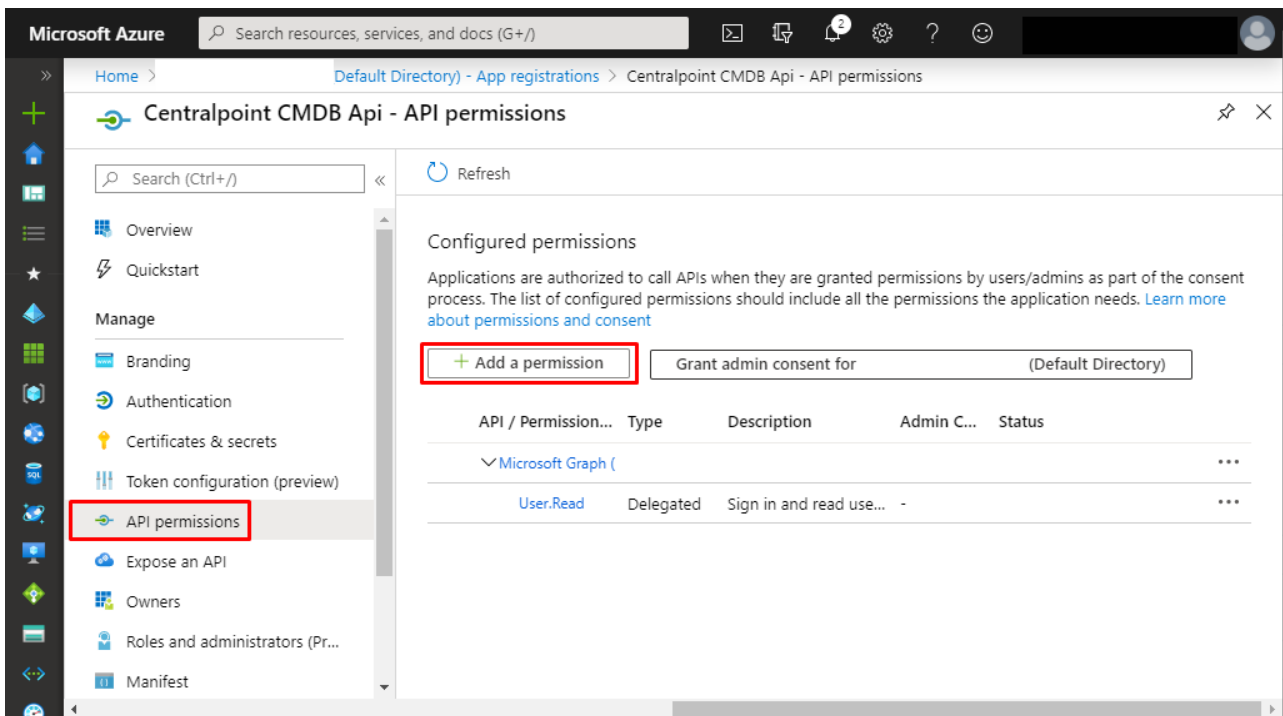 Microsoft Azure
Search resources, services, and docs (G+/)
2
Home > Default Directory) - App registrations > Centralpoint CMDB Api - API permissions
Centralpoint CMDB Api - API permissions
Search (Ctrl+/)
Refresh
Overview
Quickstart
Manage
Branding
Authentication
Certificates & secrets
Token configuration (preview)
API permissions
Expose an API
Owners
Roles and administrators (Pr...
Manifest
Configured permissions
Applications are authorized to call APIs when they are granted permissions by users/admins as part of the consent
process. The list of configured permissions should include all the permissions the application needs. Learn more
about permissions and consent
+ Add a permission
Grant admin consent for (Default Directory)
API / Permission... Type Description Admin C... Status
Microsoft Graph (
...
User.Read Delegated Sign in and read use... -
...
SQL